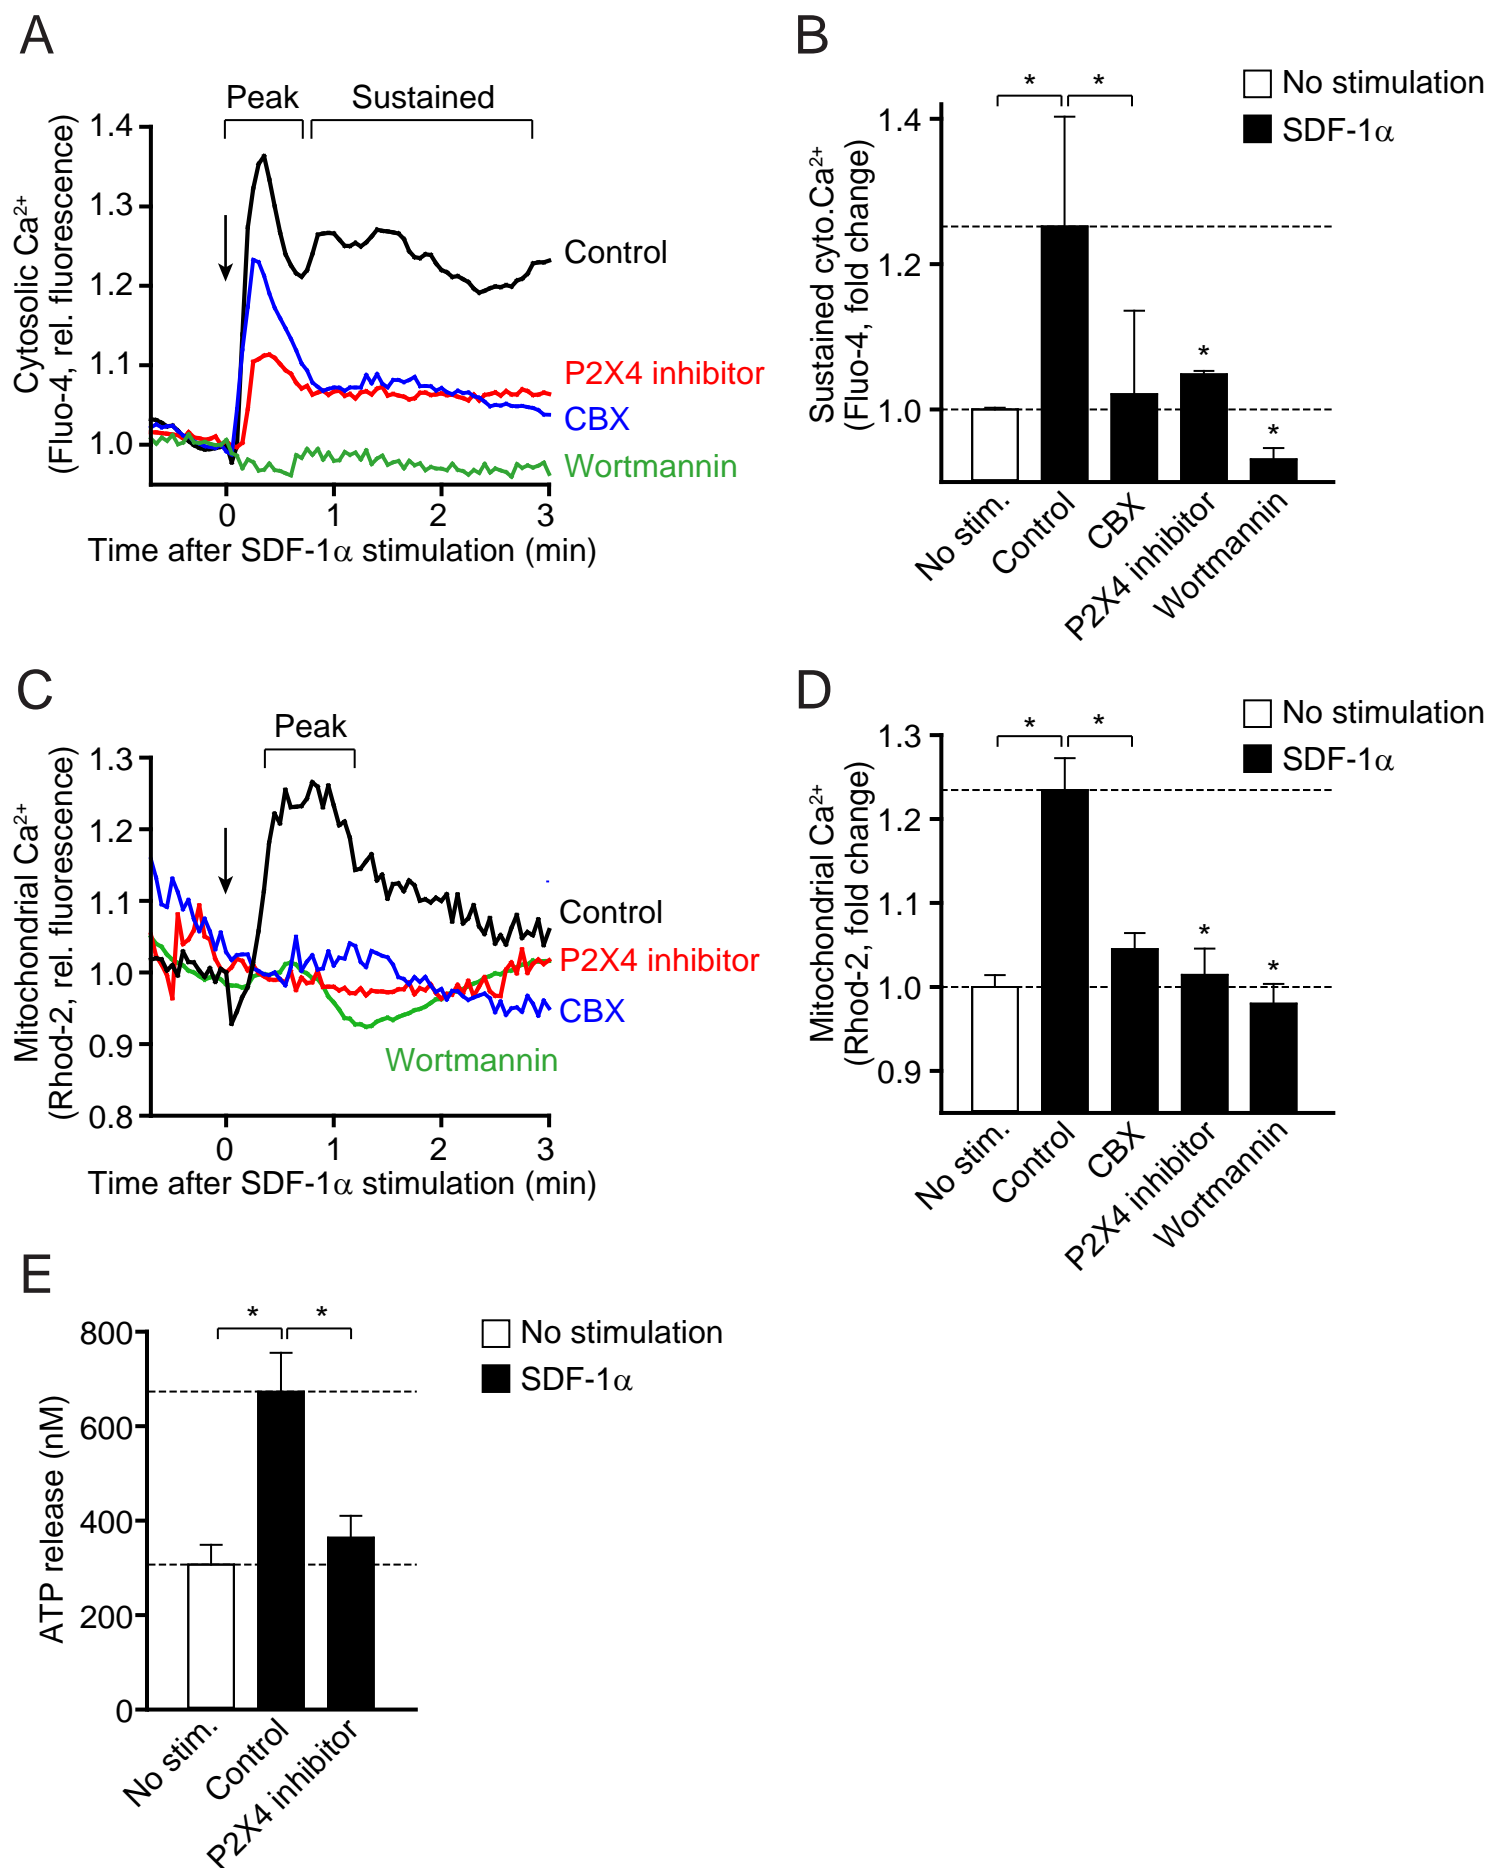 A
Peak
Sustained
Cytosolic Ca²⁺
(Fluo-4, rel. fluorescence)
1.4
1.3
1.2
1.1
1.0
Control
P2X4 inhibitor
CBX
Wortmannin
0
1
2
3
Time after SDF-1α stimulation (min)
B
No stimulation
SDF-1α
* *
Sustained cyto.Ca²⁺
(Fluo-4, fold change)
1.4
1.2
1.0
*
*
No stim.
Control
CBX
P2X4 inhibitor
Wortmannin
C
Peak
Mitochondrial Ca²⁺
(Rhod-2, rel. fluorescence)
1.3
1.2
1.1
1.0
0.9
0.8
Control
P2X4 inhibitor
CBX
Wortmannin
0
1
2
3
Time after SDF-1α stimulation (min)
D
No stimulation
SDF-1α
* *
Mitochondrial Ca²⁺
(Rhod-2, fold change)
1.3
1.2
1.1
1.0
0.9
*
*
No stim.
Control
CBX
P2X4 inhibitor
Wortmannin
E
* *
No stimulation
SDF-1α
ATP release (nM)
800
600
400
200
0
No stim.
Control
P2X4 inhibitor